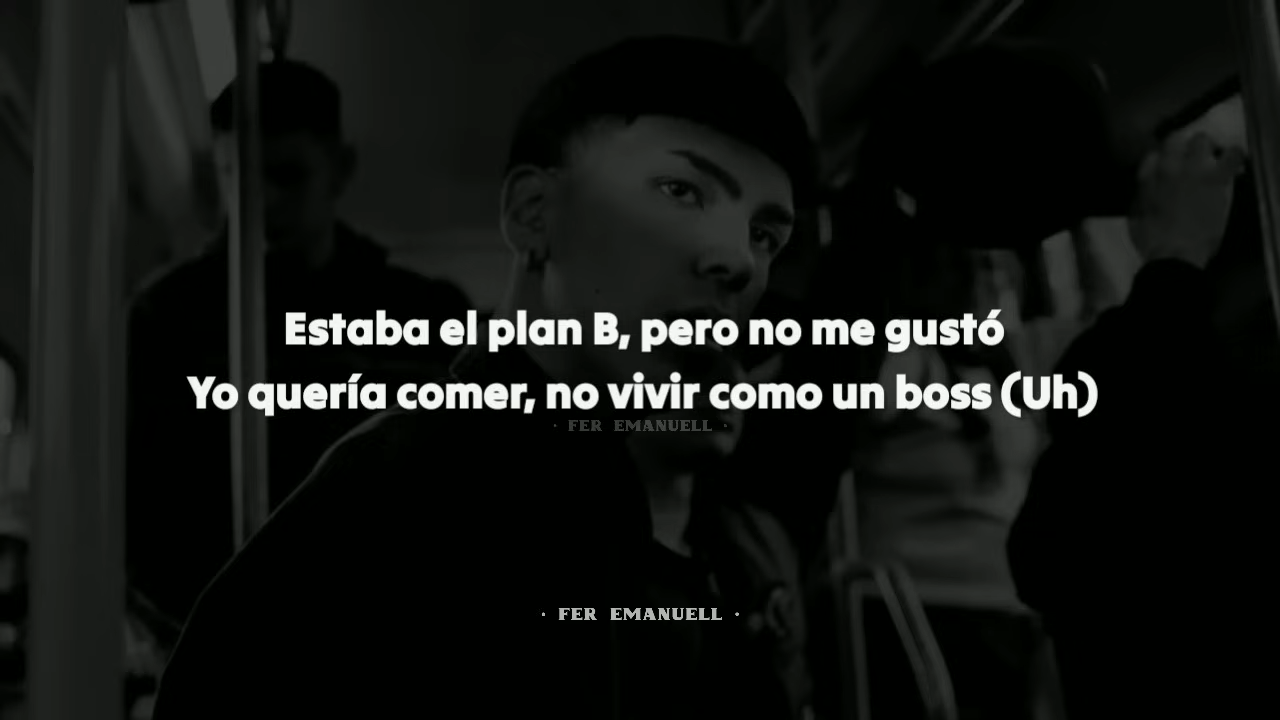 Estaba el plan B, pero no me gustó
Yo quería comer, no vivir como un boss (Uh)
· FER EMANUELL ·
· FER EMANUELL ·